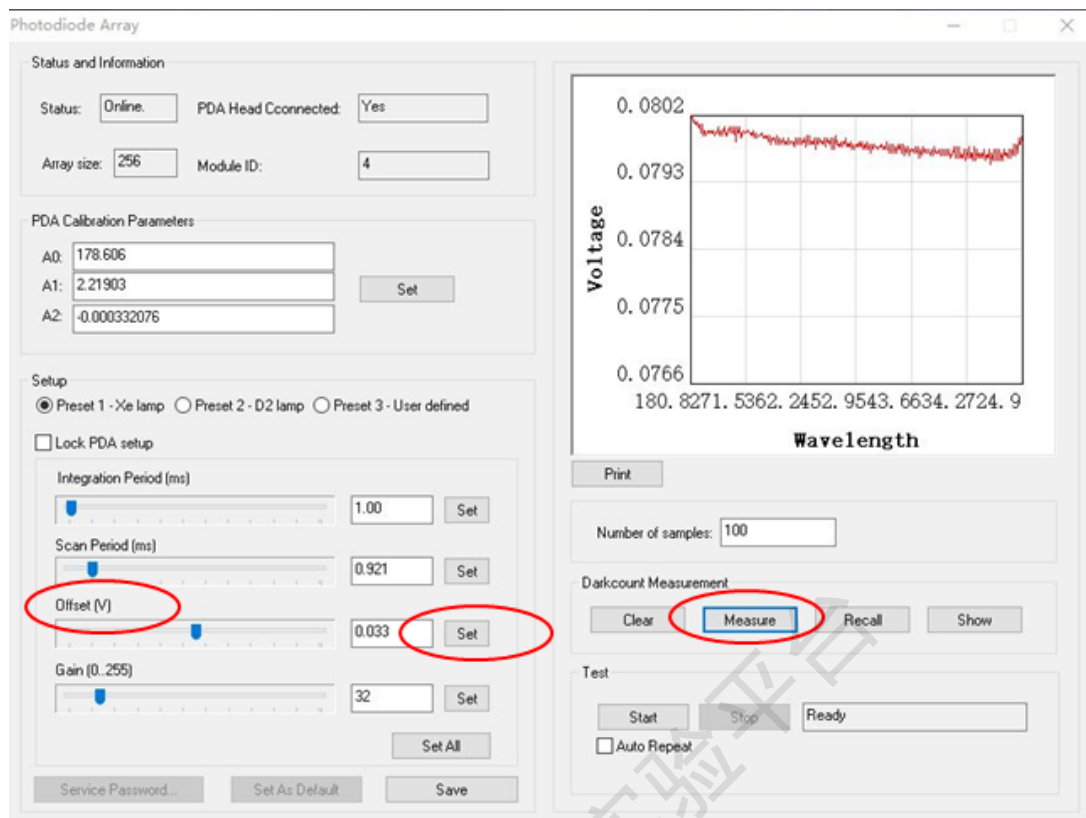 Photodiode Array
Status and Information
Status: Online. PDA Head Cconnected: Yes
Array size: 256 Module ID: 4
PDA Calibration Parameters
A0: 178.606
A1: 2.21903 Set
A2: -0.000332076
Setup
Preset 1 - Xe lamp Preset 2 - D2 lamp Preset 3 - User defined
Lock PDA setup
Integration Period (ms)
1.00 Set
Scan Period (ms)
0.921 Set
Offset (V)
0.033 Set
Gain (0..255)
32 Set
Set All
Service Password... Set As Default Save
0.0802
0.0793
0.0784
0.0775
0.0766
Voltage
180.8271.5362.2452.9543.6634.2724.9
Wavelength
Print
Number of samples: 100
Darkcount Measurement
Clear Measure Recall Show
Test
Start Stop Ready
Auto Repeat
验平台